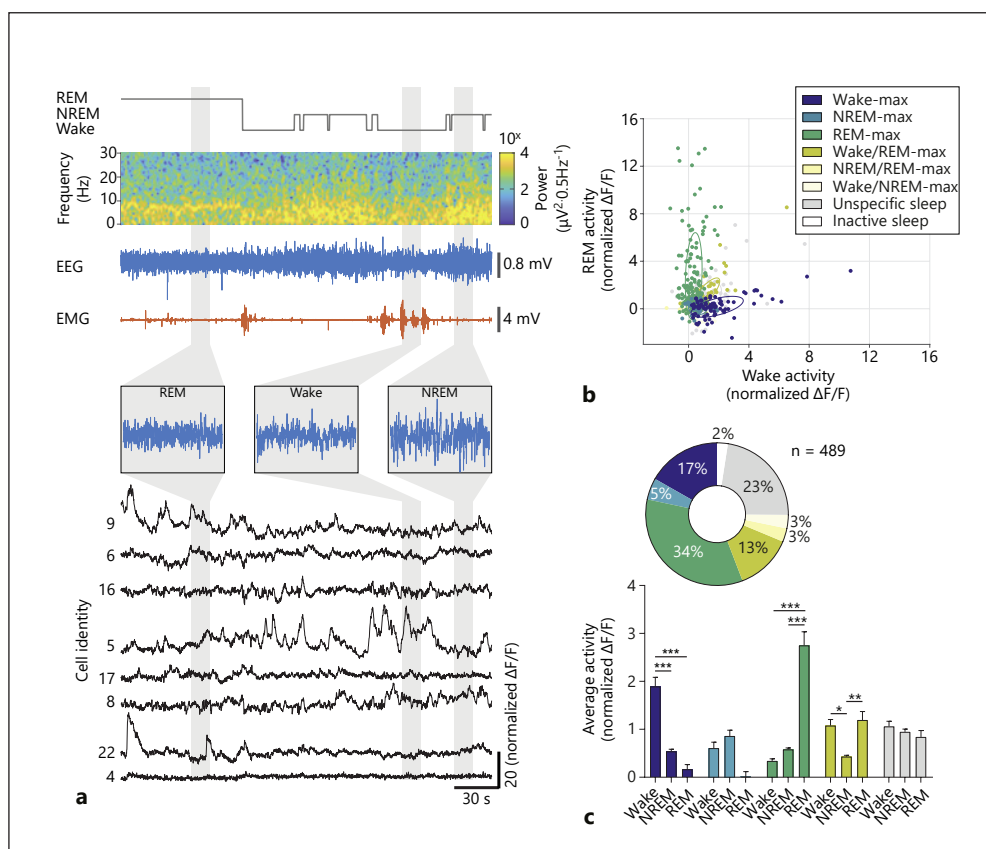 REM
NREM
Wake
30
20
10
0
Frequency
(Hz)
10ˣ
4
3
2
1
0
Power
(μV²·0.5Hz⁻¹)
EEG
0.8 mV
EMG
4 mV
REM
Wake
NREM
9
6
16
5
17
8
22
4
Cell identity
20 (normalized ΔF/F)
30 s
a
Wake-max
NREM-max
REM-max
Wake/REM-max
NREM/REM-max
Wake/NREM-max
Unspecific sleep
Inactive sleep
16
12
8
4
0
REM activity
(normalized ΔF/F)
0 4 8 12 16
Wake activity
(normalized ΔF/F)
b
n = 489
2%
17%
23%
5%
3%
3%
34%
13%
4
3
2
1
0
Average activity
(normalized ΔF/F)
***
***
***
***
*
**
Wake NREM REM Wake NREM REM Wake NREM REM Wake NREM REM Wake NREM REM
c